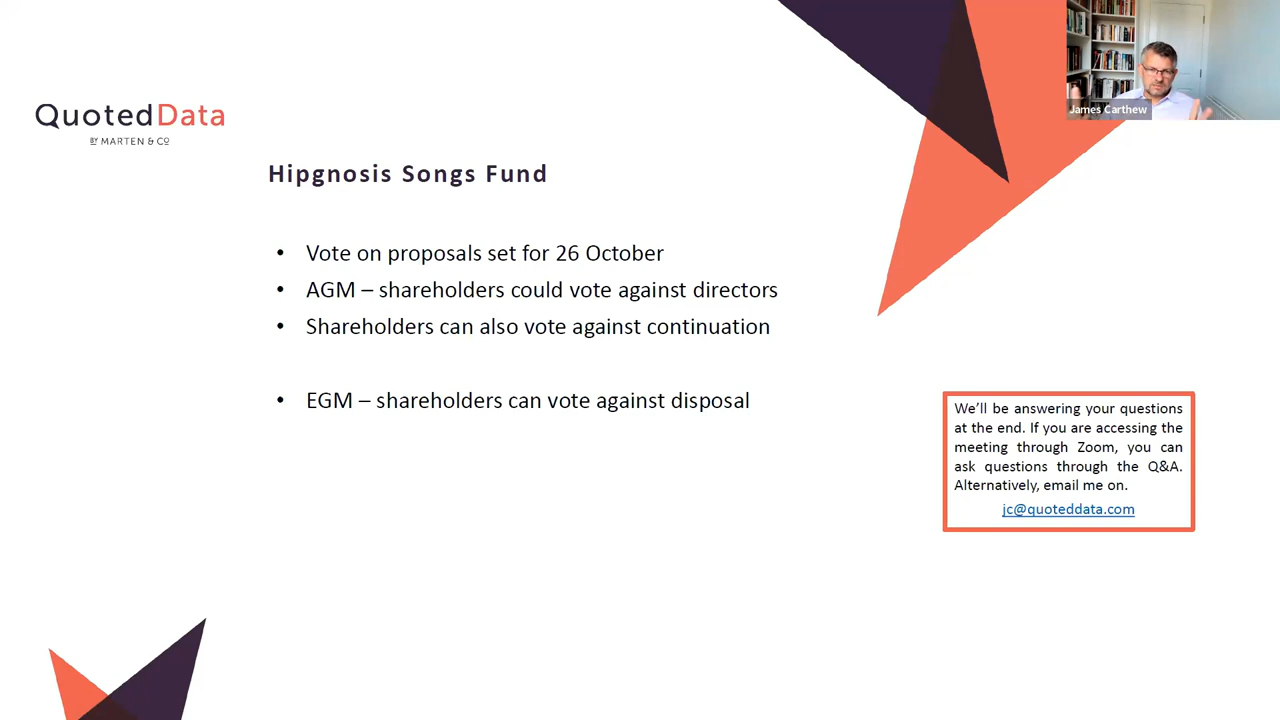 James Carthew
QuotedData
BY MARTEN & CO
Hipgnosis Songs Fund
• Vote on proposals set for 26 October
• AGM – shareholders could vote against directors
• Shareholders can also vote against continuation
• EGM – shareholders can vote against disposal
We’ll be answering your questions
at the end. If you are accessing the
meeting through Zoom, you can
ask questions through the Q&A.
Alternatively, email me on.
jc@quoteddata.com